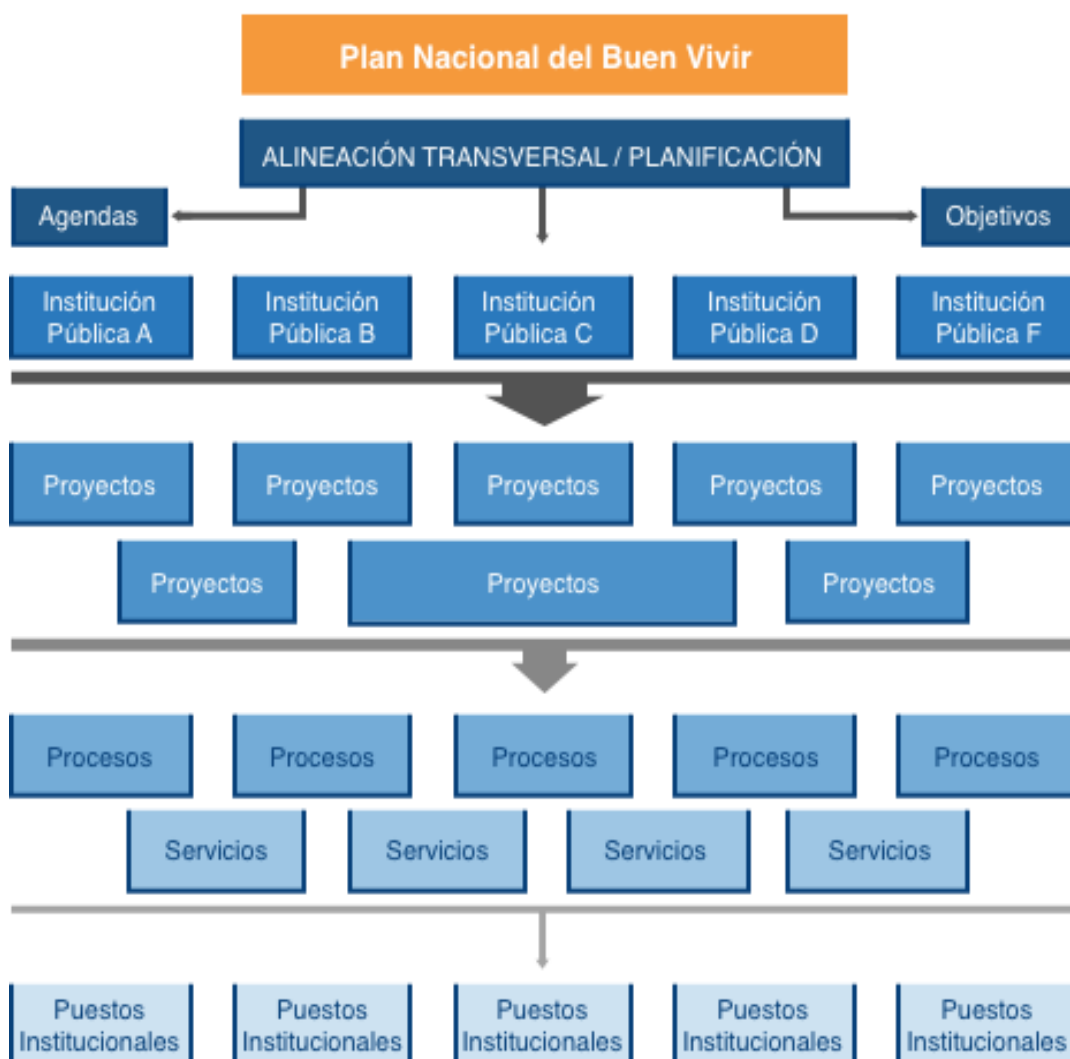 Plan Nacional del Buen Vivir
ALINEACIÓN TRANSVERSAL / PLANIFICACIÓN
Agendas
Objetivos
Institución
Pública A
Institución
Pública B
Institución
Pública C
Institución
Pública D
Institución
Pública F
Proyectos
Proyectos
Proyectos
Proyectos
Proyectos
Proyectos
Proyectos
Proyectos
Procesos
Procesos
Procesos
Procesos
Procesos
Servicios
Servicios
Servicios
Servicios
Puestos
Institucionales
Puestos
Institucionales
Puestos
Institucionales
Puestos
Institucionales
Puestos
Institucionales